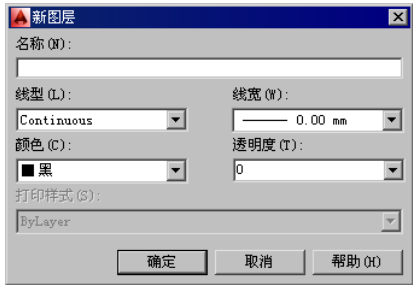 新图层
名称(N):
线型(L): 线宽(W):
Continuous 0.00 mm
颜色(C): 透明度(T):
黑 0
打印样式(S):
ByLayer
确定 取消 帮助(H)